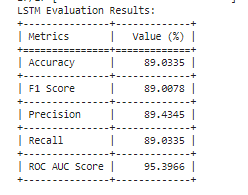 LSTM Evaluation Results:
+---------------+-------------+
| Metrics       |   Value (%) |
+===============+=============+
| Accuracy      |     89.0335 |
+---------------+-------------+
| F1 Score      |     89.0078 |
+---------------+-------------+
| Precision     |     89.4345 |
+---------------+-------------+
| Recall        |     89.0335 |
+---------------+-------------+
| ROC AUC Score |     95.3966 |
+---------------+-------------+